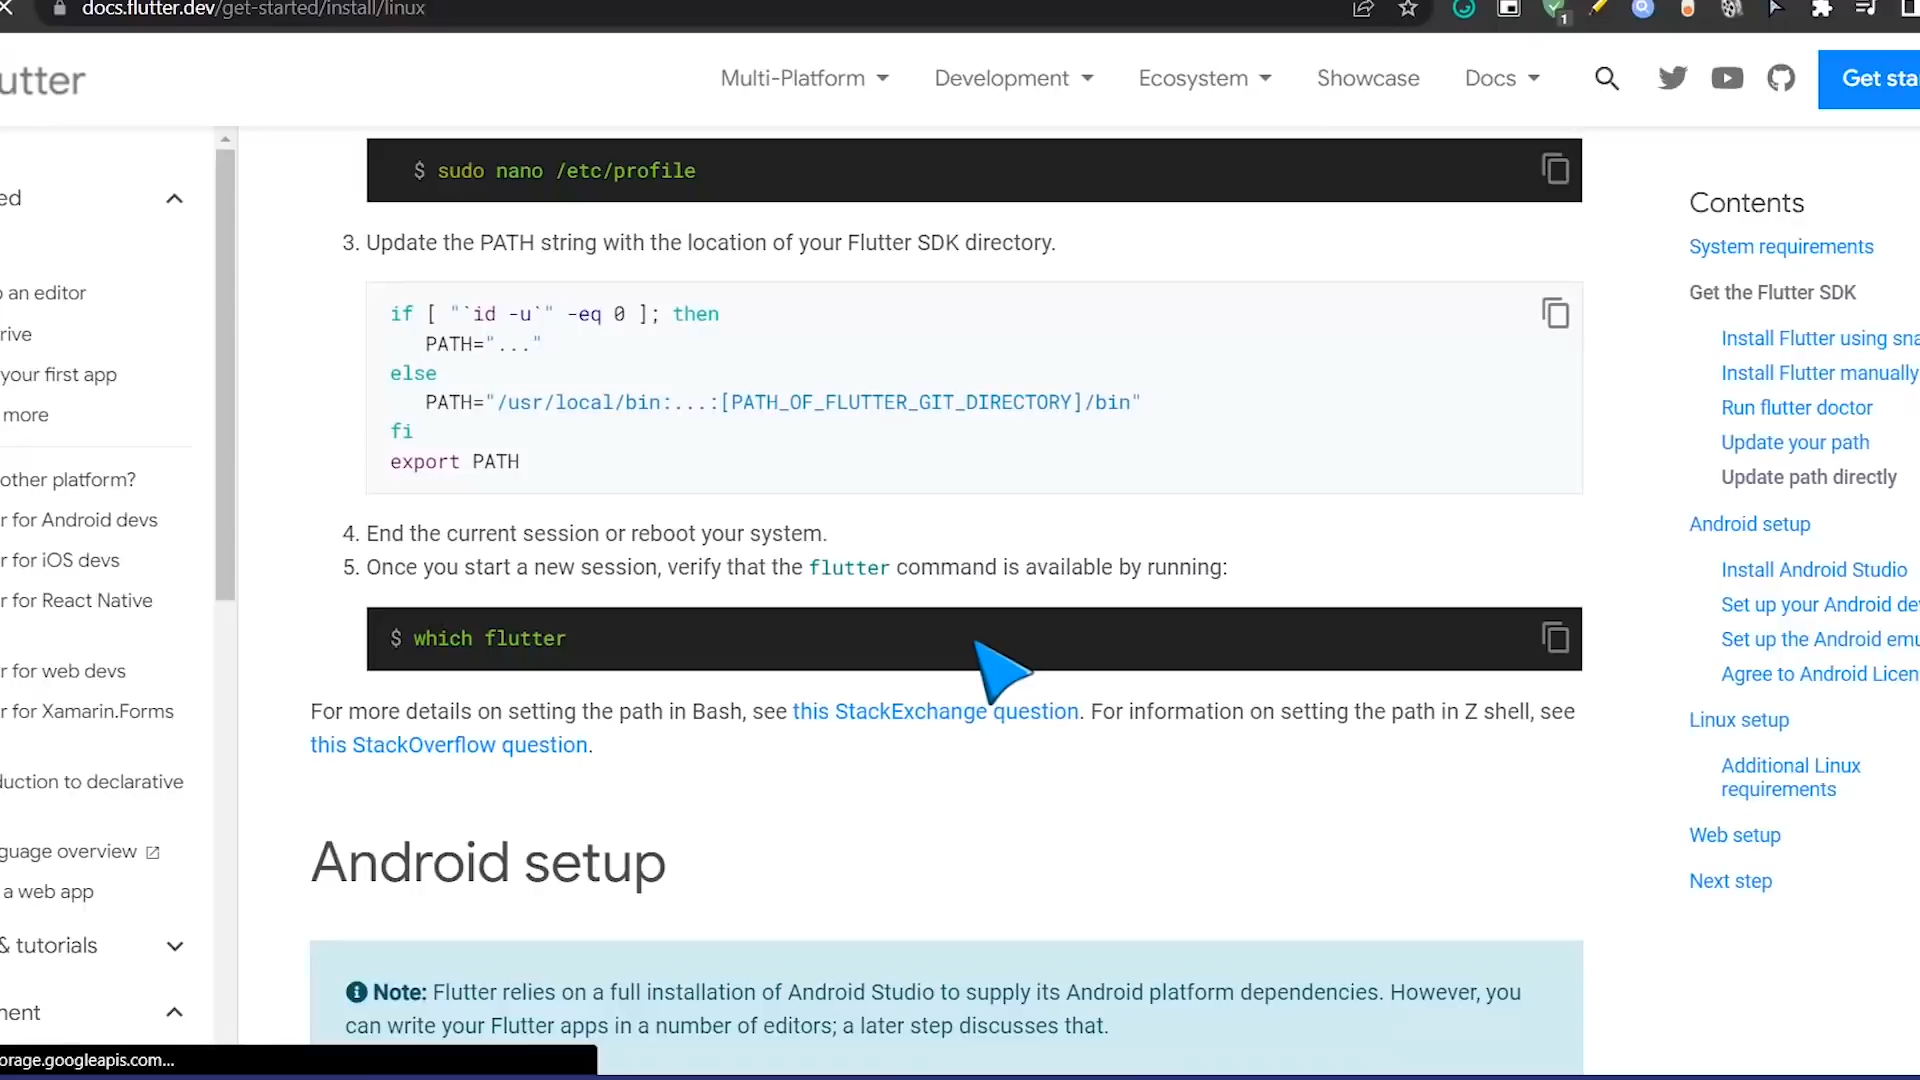 docs.flutter.dev/get-started/install/linux
1
utter
Multi-Platform
Development
Ecosystem
Showcase
Docs
Get sta
ed
o an editor
rive
your first app
more
other platform?
r for Android devs
r for iOS devs
r for React Native
r for web devs
r for Xamarin.Forms
duction to declarative
guage overview
a web app
& tutorials
ment
$ sudo nano /etc/profile
3. Update the PATH string with the location of your Flutter SDK directory.
if [ "`id -u`" -eq 0 ]; then
PATH="..."
else
PATH="/usr/local/bin:...:[PATH_OF_FLUTTER_GIT_DIRECTORY]/bin"
fi
export PATH
4. End the current session or reboot your system.
5. Once you start a new session, verify that the flutter command is available by running:
$ which flutter
For more details on setting the path in Bash, see this StackExchange question. For information on setting the path in Z shell, see
this StackOverflow question.
Android setup
Note: Flutter relies on a full installation of Android Studio to supply its Android platform dependencies. However, you
can write your Flutter apps in a number of editors; a later step discusses that.
Contents
System requirements
Get the Flutter SDK
Install Flutter using sna
Install Flutter manually
Run flutter doctor
Update your path
Update path directly
Android setup
Install Android Studio
Set up your Android dev
Set up the Android emu
Agree to Android Licen
Linux setup
Additional Linux
requirements
Web setup
Next step
orage.googleapis.com...